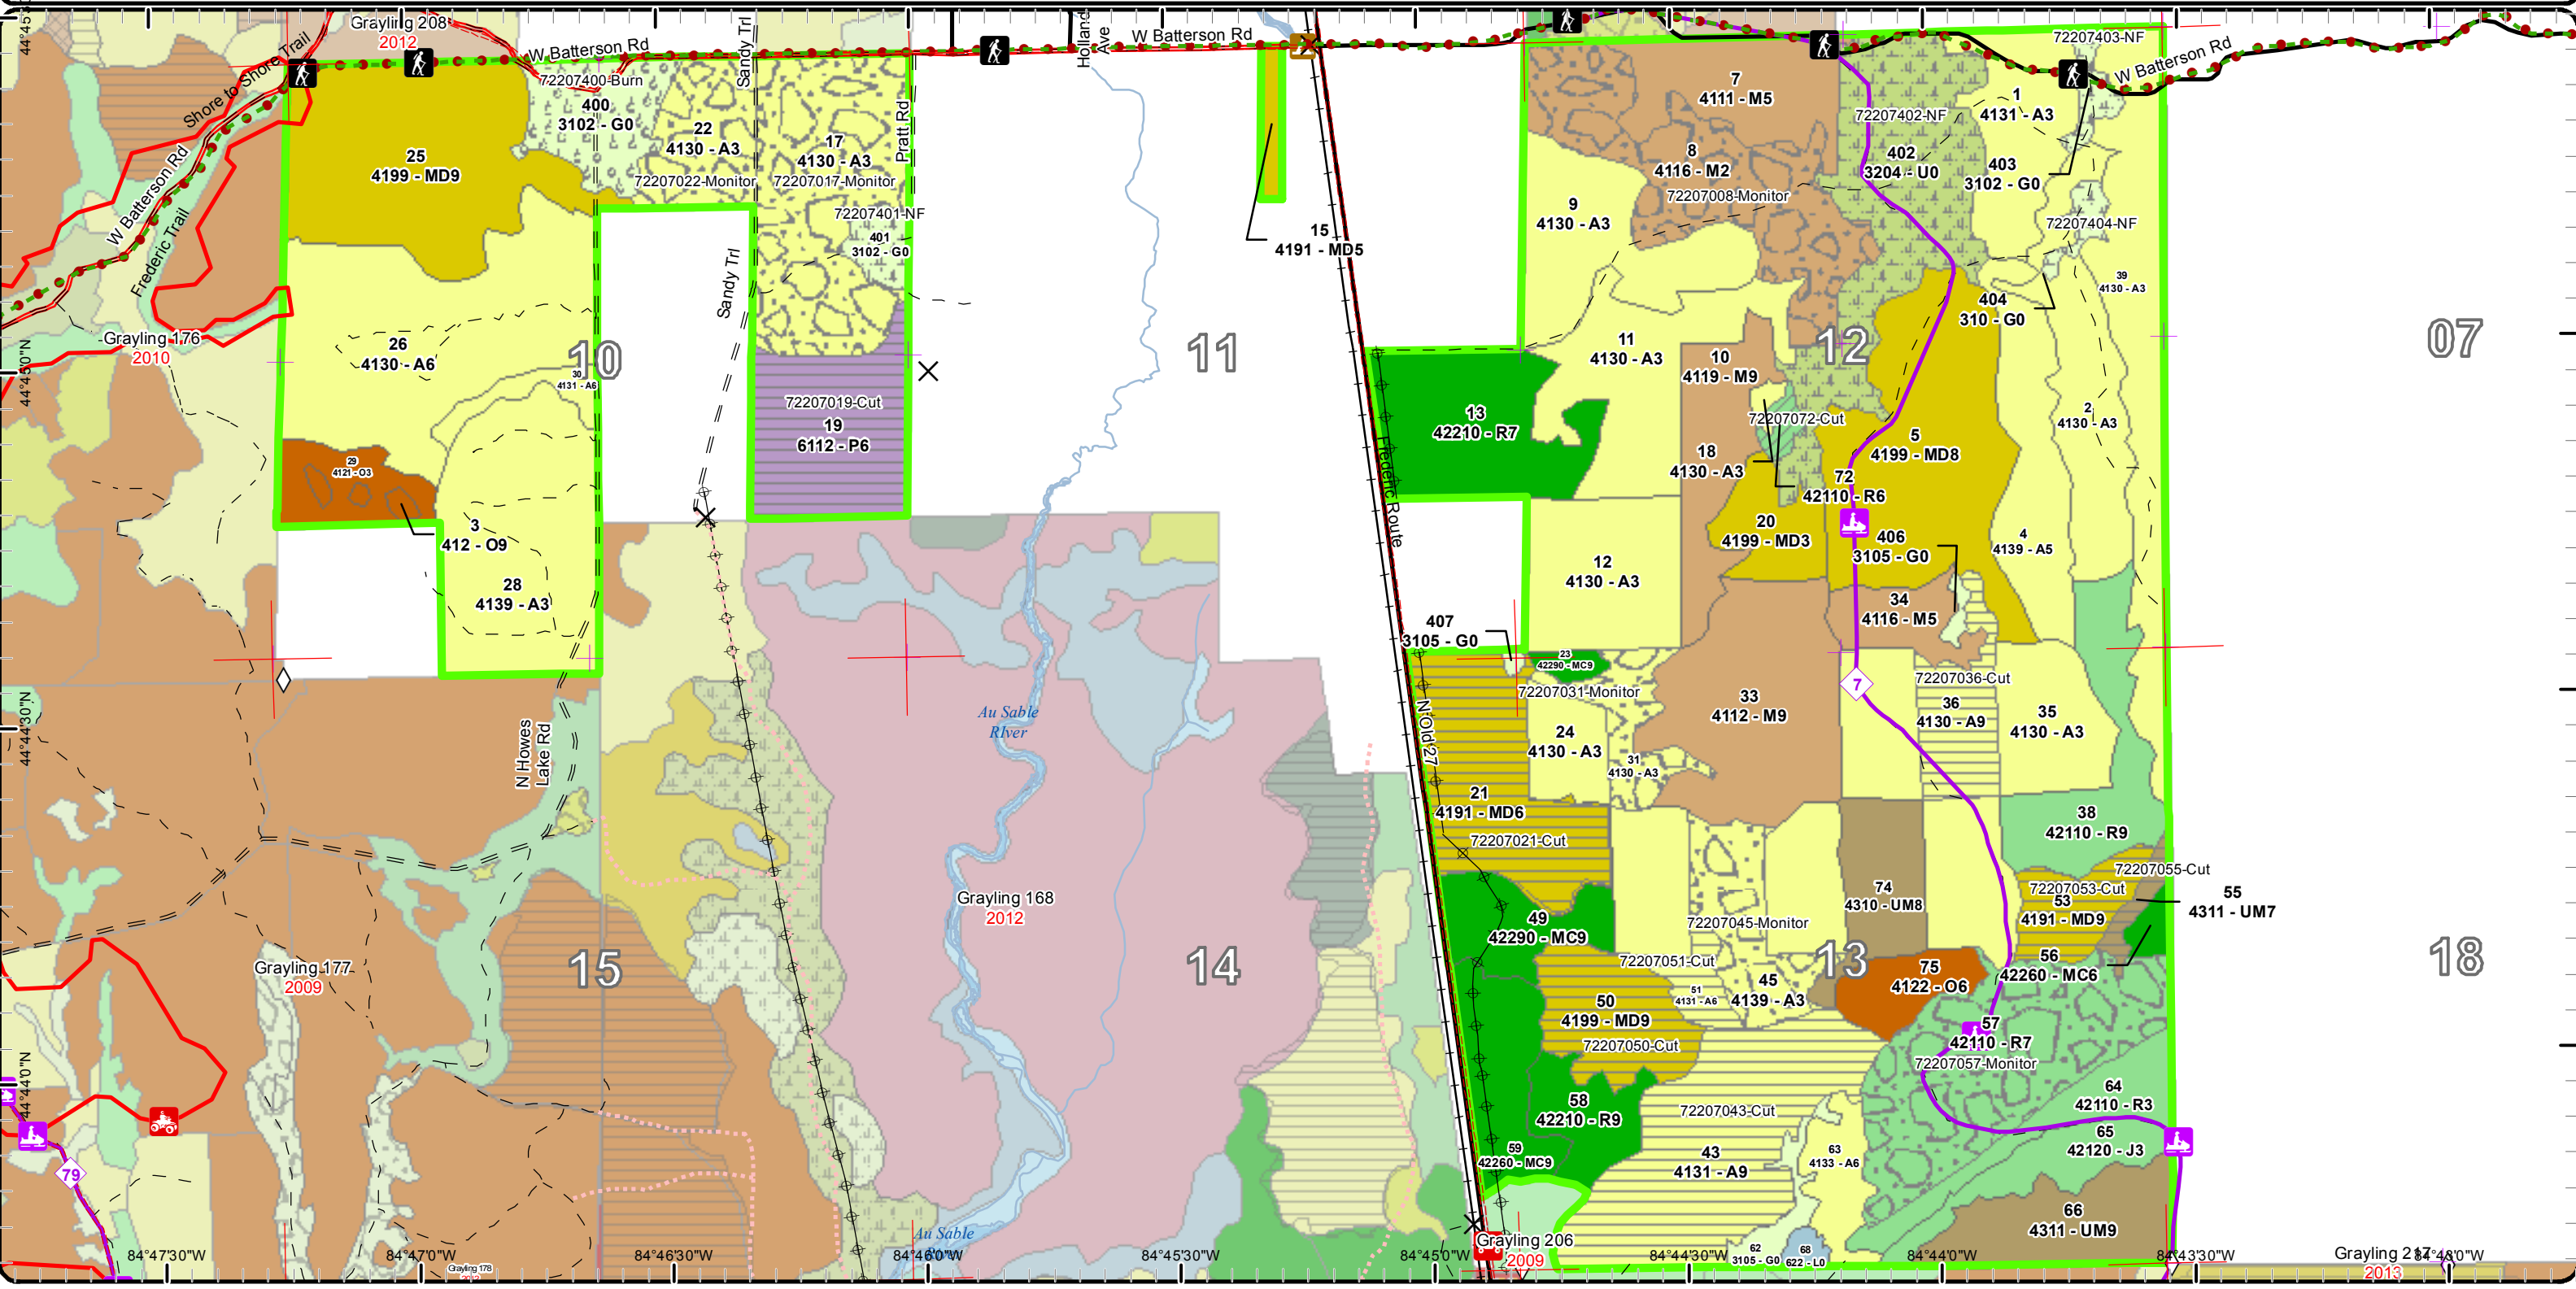 Grayling 208
2012
Sandy Trl
Holland
Ave
W Batterson Rd
W Batterson Rd
W Batterson Rd
72207403-NF
Shore to Shore Trail
W Batterson Rd
Frederic Trail
44°45'0"N
44°44'30"N
44°44'0"N
72207400-Burn
400
3102 - G0
22
4130 - A3
72207022-Monitor
17
4130 - A3
72207017-Monitor
Pratt Rd
72207401-NF
401
3102 - G0
25
4199 - MD9
15
4191 - MD5
7
4111 - M5
8
4116 - M2
72207008-Monitor
9
4130 - A3
72207402-NF
402
3204 - U0
1
4131 - A3
403
3102 - G0
72207404-NF
404
310 - G0
39
4130 - A3
Grayling 176
2010
26
4130 - A6
10
30
4131 - A6
Sandy Trl
11
12
07
11
4130 - A3
10
4119 - M9
72207019-Cut
19
6112 - P6
13
42210 - R7
72207072-Cut
18
4130 - A3
72
42110 - R6
5
4199 - MD8
2
4130 - A3
29
4121 - O3
3
412 - O9
28
4139 - A3
Frederic Route
20
4199 - MD3
406
3105 - G0
4
4139 - A5
12
4130 - A3
34
4116 - M5
407
3105 - G0
23
42290 - MC9
72207031-Monitor
24
4130 - A3
31
4130 - A3
33
4112 - M9
7
72207036-Cut
36
4130 - A9
35
4130 - A3
N Howes
Lake Rd
Au Sable
RIver
N Old 27
21
4191 - MD6
72207021-Cut
38
42110 - R9
72207055-Cut
55
4311 - UM7
72207053-Cut
53
4191 - MD9
74
4310 - UM8
Grayling 168
2012
49
42290 - MC9
72207045-Monitor
72207051-Cut
51
4131 - A6
45
4139 - A3
13
75
4122 - O6
56
42260 - MC6
18
Grayling 177
2009
15
14
50
4199 - MD9
72207050-Cut
57
42110 - R7
72207057-Monitor
58
42210 - R9
72207043-Cut
64
42110 - R3
65
42120 - J3
59
42260 - MC9
43
4131 - A9
63
4133 - A6
79
66
4311 - UM9
Au Sable
Grayling 206
2009
62
3105 - G0
68
622 - L0
84°47'30"W
84°47'0"W
84°46'30"W
84°46'0"W
84°45'30"W
84°45'0"W
84°44'30"W
84°44'0"W
84°43'30"W
Grayling 178
2013